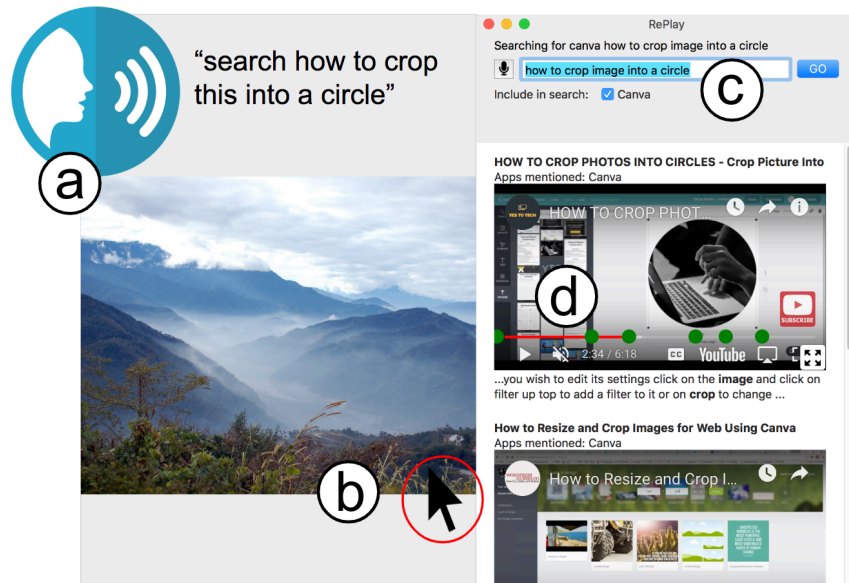 “search how to crop
this into a circle”
a
b
RePlay
Searching for canva how to crop image into a circle
how to crop image into a circle
GO
c
Include in search:
Canva
HOW TO CROP PHOTOS INTO CIRCLES - Crop Picture Into
Apps mentioned: Canva
YES TO TECH
HOW TO CROP PHOT...
d
SUBSCRIBE
2:34 / 6:18
CC
YouTube
...you wish to edit its settings click on the image and click on
filter up top to add a filter to it or on crop to change ...
How to Resize and Crop Images for Web Using Canva
Apps mentioned: Canva
How to Resize and Crop I...